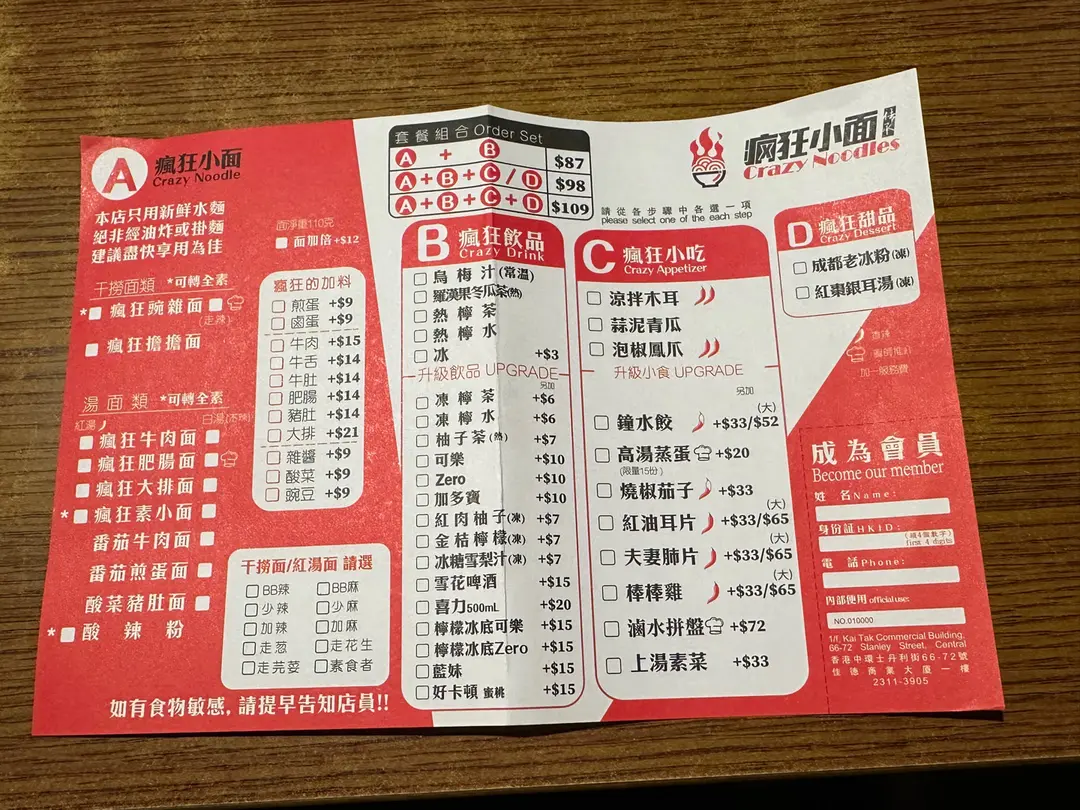 A 瘋狂小面
Crazy Noodle
本店只用新鮮水麵
絕非經油炸或掛麵
建議盡快享用為佳
面淨重110克
面加倍+$12
干撈面類 *可轉全素
*瘋狂豌雜面
(走辣)
瘋狂擔擔面
湯面類 *可轉全素
紅湯 白湯(不辣)
瘋狂牛肉面
瘋狂肥腸面
瘋狂大排面
*瘋狂素小面
番茄牛肉面
番茄煎蛋面
酸菜豬肚面
*酸辣粉
瘋狂的加料
煎蛋 +$9
鹵蛋 +$9
牛肉 +$15
牛舌 +$14
牛肚 +$14
肥腸 +$14
豬肚 +$14
大排 +$21
雜醬 +$9
酸菜 +$9
豌豆 +$9
干撈面/紅湯面 請選
BB辣 BB麻
少辣 少麻
加辣 加麻
走葱 走花生
走芫荽 素食者
如有食物敏感, 請提早告知店員!!
套餐組合 Order Set
A + B $87
A+B+C/D $98
A+B+C+D $109
請從各步驟中各選一項
please select one of the each step
B 瘋狂飲品
Crazy Drink
烏梅汁(常溫)
羅漢果冬瓜茶(熱)
熱檸茶
熱檸水
冰 +$3
升級飲品 UPGRADE
另加
凍檸茶 +$6
凍檸水 +$6
柚子茶(熱) +$7
可樂 +$10
Zero +$10
加多寶 +$10
紅肉柚子(凍) +$7
金桔檸檬(凍) +$7
冰糖雪梨汁(凍) +$7
雪花啤酒 +$15
喜力500mL +$20
檸檬冰底可樂 +$15
檸檬冰底Zero +$15
藍妹 +$15
好卡頓 蜜桃 +$15
C 瘋狂小吃
Crazy Appetizer
涼拌木耳
蒜泥青瓜
泡椒鳳爪
升級小食 UPGRADE
另加
(大)
鐘水餃 +$33/$52
高湯蒸蛋 +$20
(限量15份)
燒椒茄子 +$33
(大)
紅油耳片 +$33/$65
(大)
夫妻肺片 +$33/$65
(大)
棒棒雞 +$33/$65
滷水拼盤 +$72
上湯素菜 +$33
瘋狂小面
Crazy Noodles
D 瘋狂甜品
Crazy Dessert
成都老冰粉(凍)
紅棗銀耳湯(凍)
香辣
廚師推介
加一服務費
成為會員
Become our member
姓名Name:
身份証HKID:
(頭4個數字)
first 4 digits
電話Phone:
內部使用 official use:
NO.010000
1/f, Kai Tak Commercial Building,
66-72 Stanley Street, Central
香港中環士丹利街66-72號
佳德商業大廈一樓
2311-3905